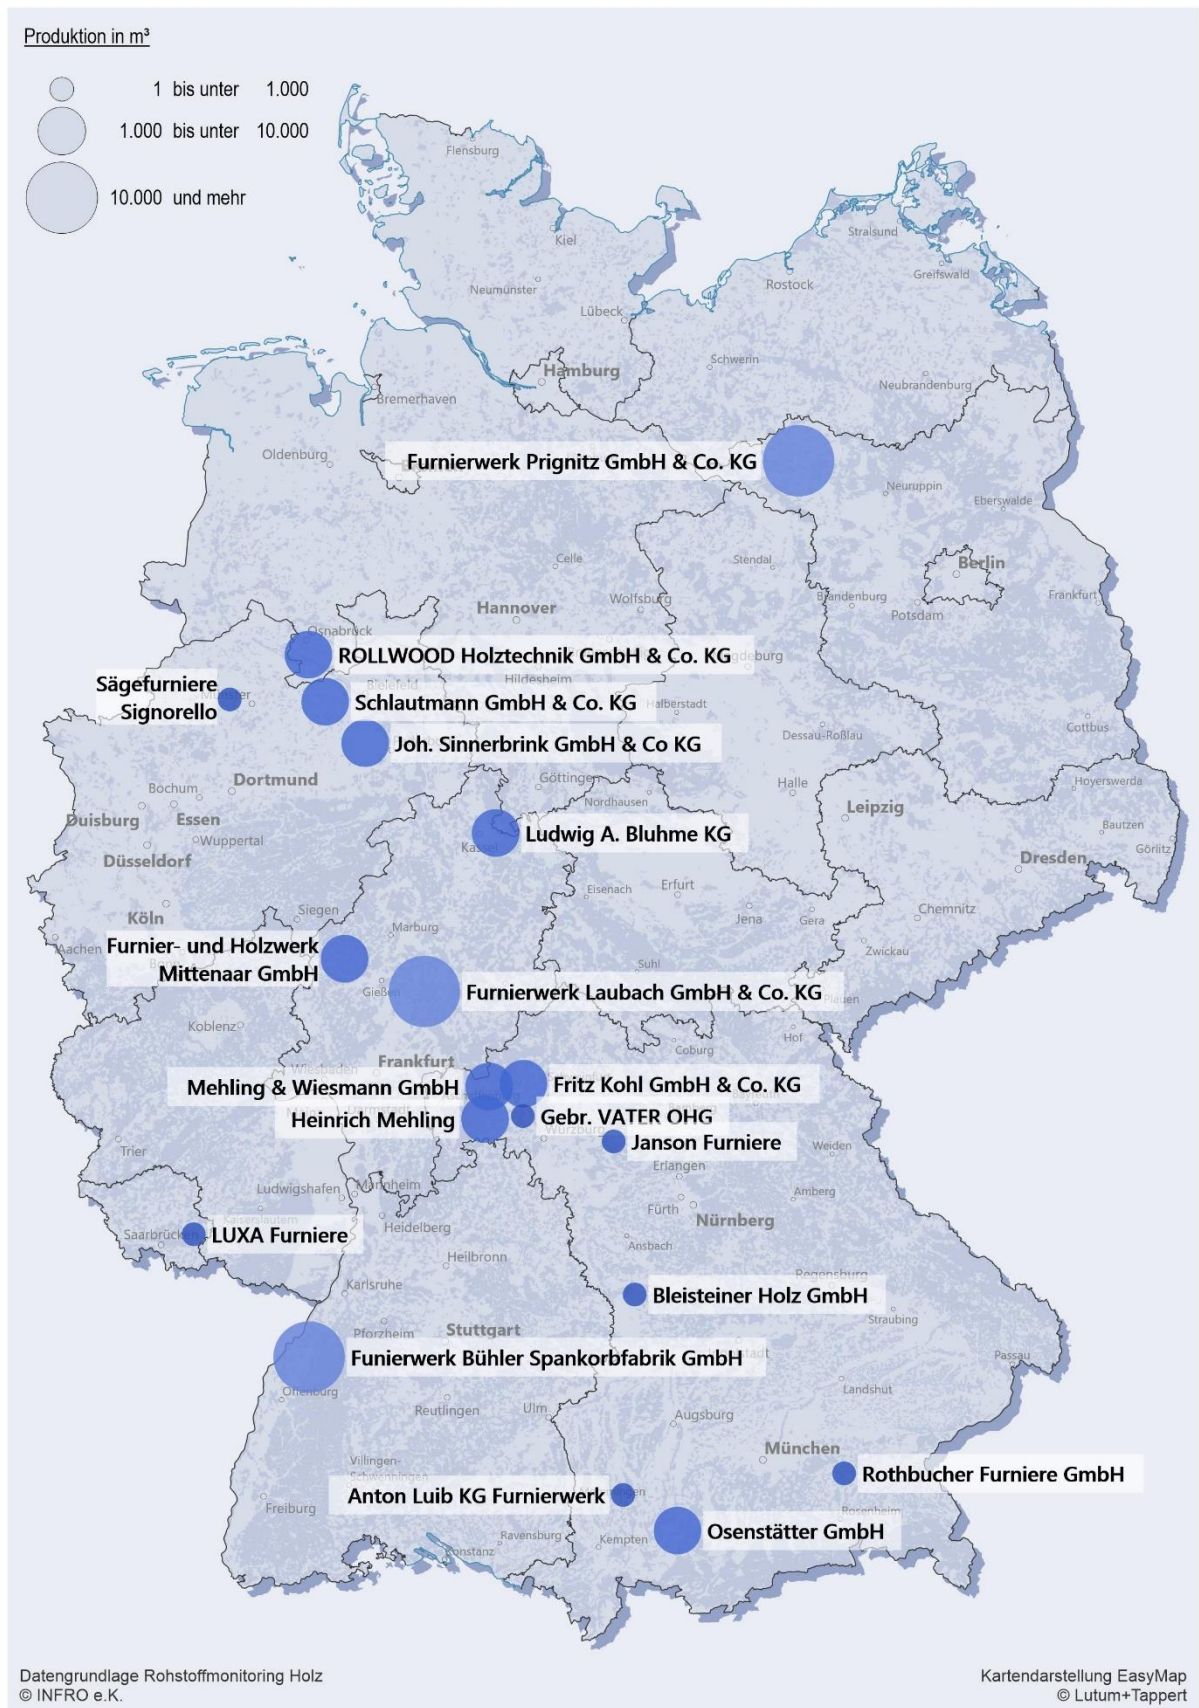 Produktion in m³
1 bis unter 1.000
1.000 bis unter 10.000
10.000 und mehr
Flensburg
Kiel
Stralsund
Greifswald
Neumünster
Rostock
Lübeck
Schwerin
Hamburg
Neubrandenburg
Bremerhaven
Oldenburg
Furnierwerk Prignitz GmbH & Co. KG
Neuruppin
Eberswalde
Celle
Stendal
Berlin
Hannover
Wolfsburg
Brandenburg
Frankfurt
Potsdam
Osnabrück
ROLLWOOD Holztechnik GmbH & Co. KG
Sägefurniere
Signorello
Bielefeld
Hildesheim
Schlautmann GmbH & Co. KG
Halberstadt
Cottbus
Joh. Sinnerbrink GmbH & Co KG
Dessau-Roßlau
Dortmund
Göttingen
Halle
Hoyerswerda
Bochum
Nordhausen
Leipzig
Duisburg
Essen
Ludwig A. Bluhme KG
Bautzen
Wuppertal
Kassel
Görlitz
Düsseldorf
Dresden
Eisenach
Erfurt
Köln
Siegen
Jena
Gera
Chemnitz
Marburg
Aachen
Furnier- und Holzwerk
Mittenaar GmbH
Zwickau
Suhl
Gießen
Furnierwerk Laubach GmbH & Co. KG
Plauen
Koblenz
Hof
Coburg
Frankfurt
Wiesbaden
Mehling & Wiesmann GmbH
Fritz Kohl GmbH & Co. KG
Heinrich Mehling
Gebr. VATER OHG
Würzburg
Janson Furniere
Trier
Weiden
Erlangen
Ludwigshafen
Mannheim
Amberg
Fürth
Nürnberg
Kaiserslautern
Heidelberg
Saarbrücken
LUXA Furniere
Ansbach
Heilbronn
Regensburg
Karlsruhe
Bleisteiner Holz GmbH
Straubing
Pforzheim
Stuttgart
Funierwerk Bühler Spankorbfabrik GmbH
Passau
Offenburg
Landshut
Reutlingen
Ulm
Augsburg
München
Villingen-
Schwenningen
Rothbucher Furniere GmbH
Anton Luib KG Furnierwerk
Freiburg
Rosenheim
Osenstätter GmbH
Ravensburg
Kempten
Konstanz
Datengrundlage Rohstoffmonitoring Holz
© INFRO e.K.
Kartendarstellung EasyMap
© Lutum+Tappert